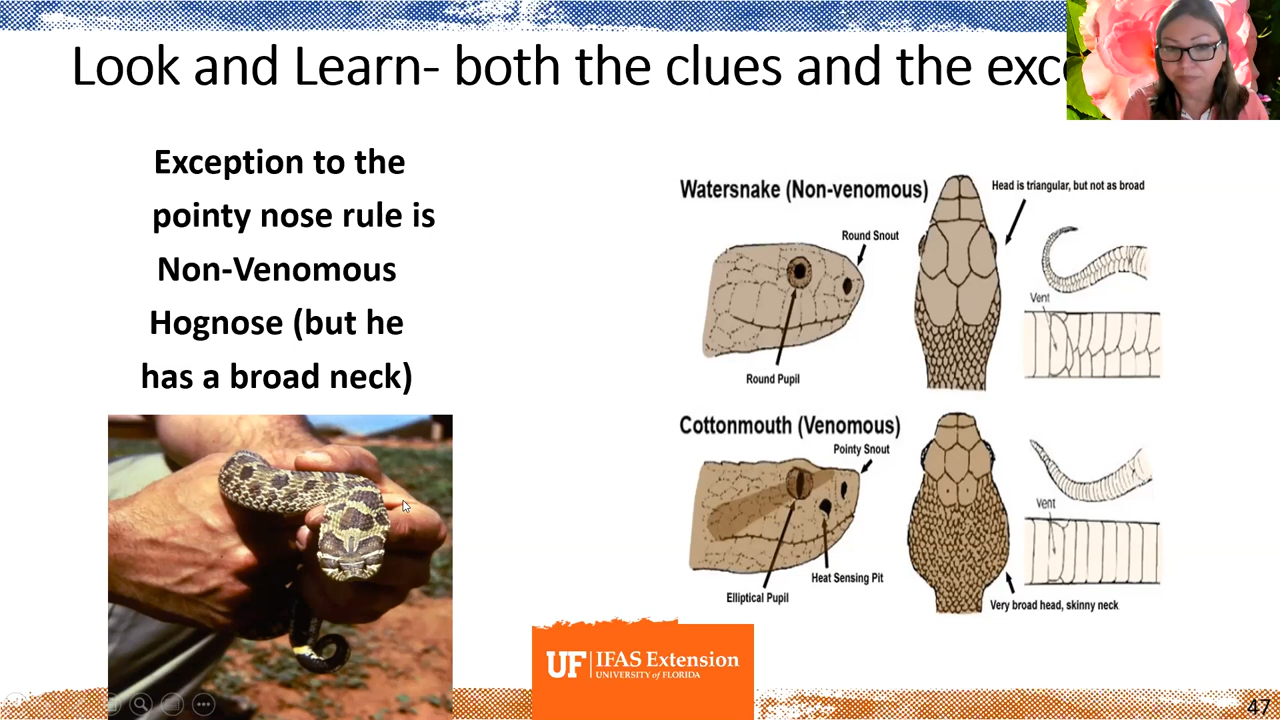 Look and Learn- both the clues and the exc
Exception to the
pointy nose rule is
Non-Venomous
Hognose (but he
has a broad neck)
Watersnake (Non-venomous)
Head is triangular, but not as broad
Round Snout
Vent
Round Pupil
Cottonmouth (Venomous)
Pointy Snout
Vent
Heat Sensing Pit
Elliptical Pupil
Very broad head, skinny neck
UF IFAS Extension
UNIVERSITY of FLORIDA
47